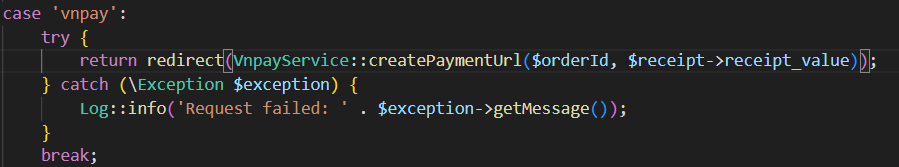 case 'vnpay':
try {
return redirect(VnpayService::createPaymentUrl($orderId, $receipt->receipt_value));
} catch (\Exception $exception) {
Log::info('Request failed: ' . $exception->getMessage());
}
break;